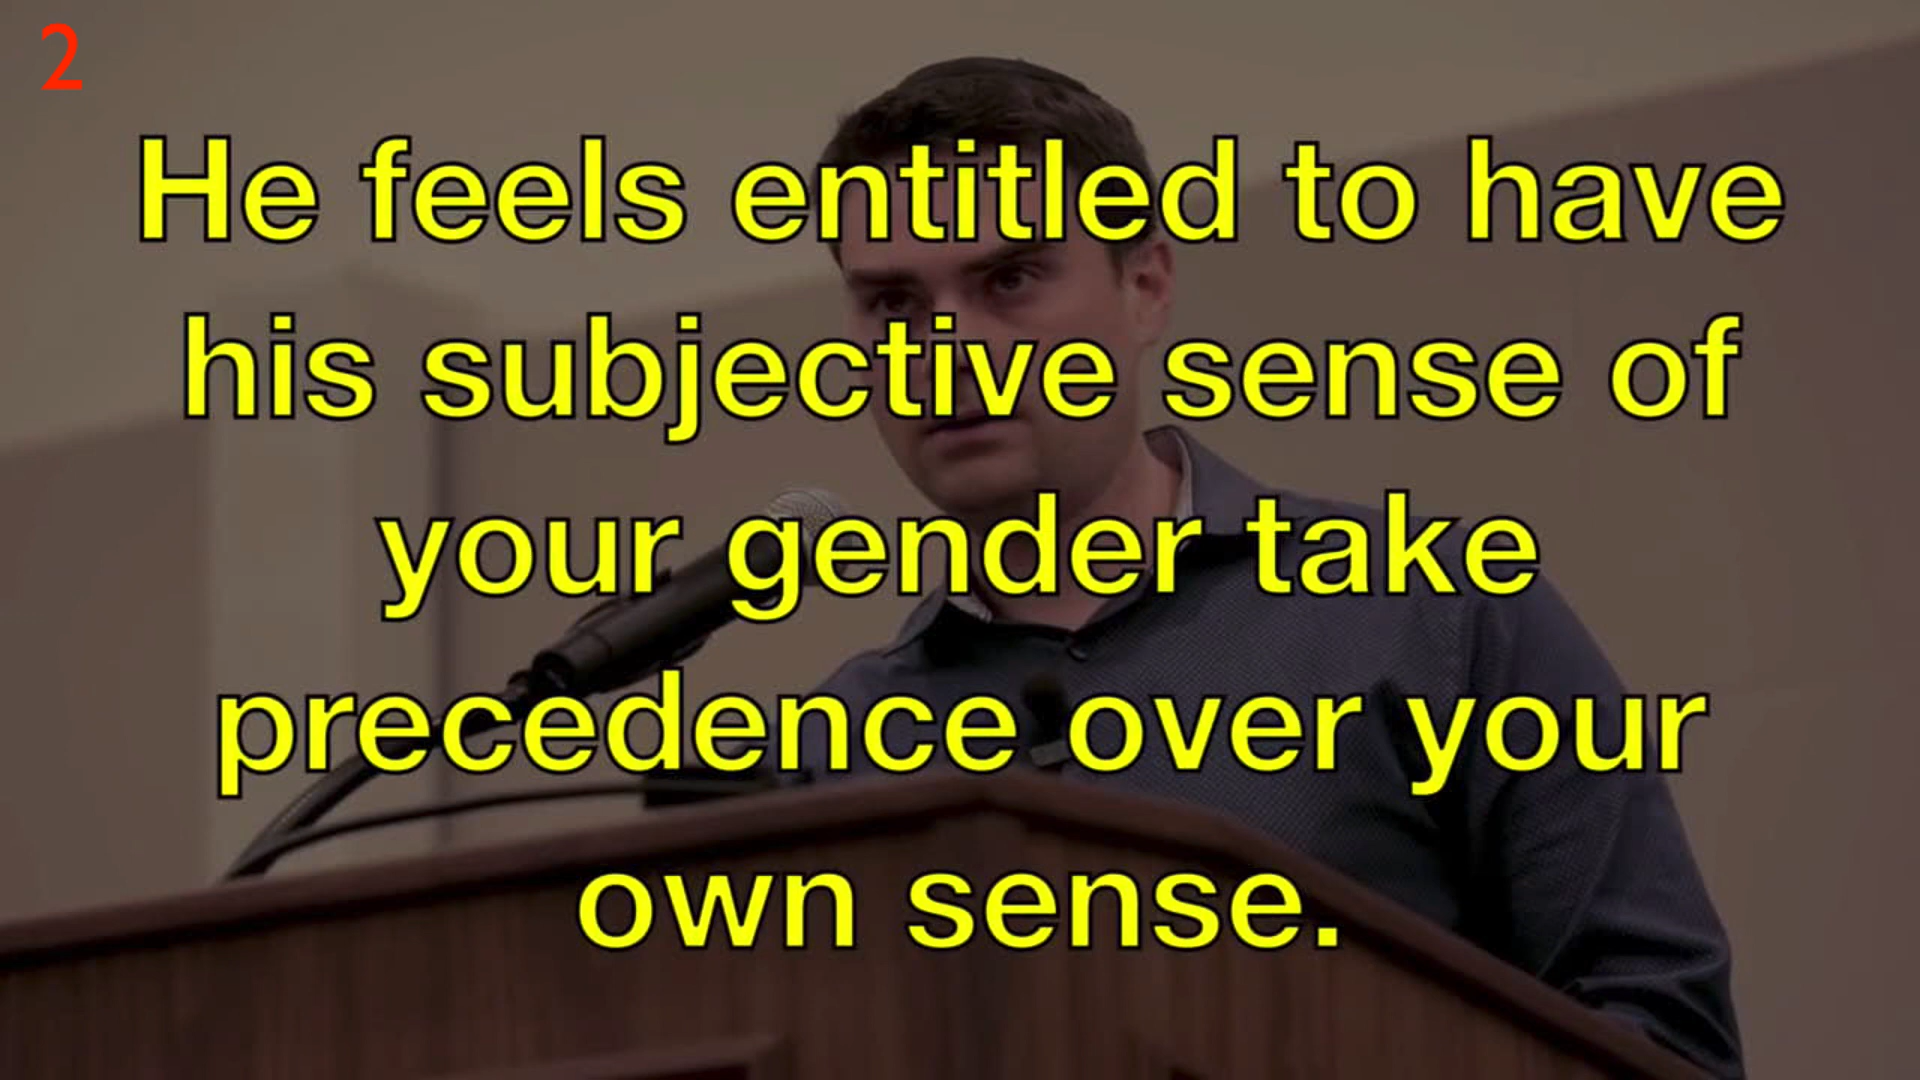 2
He feels entitled to have
his subjective sense of
your gender take
precedence over your
own sense.